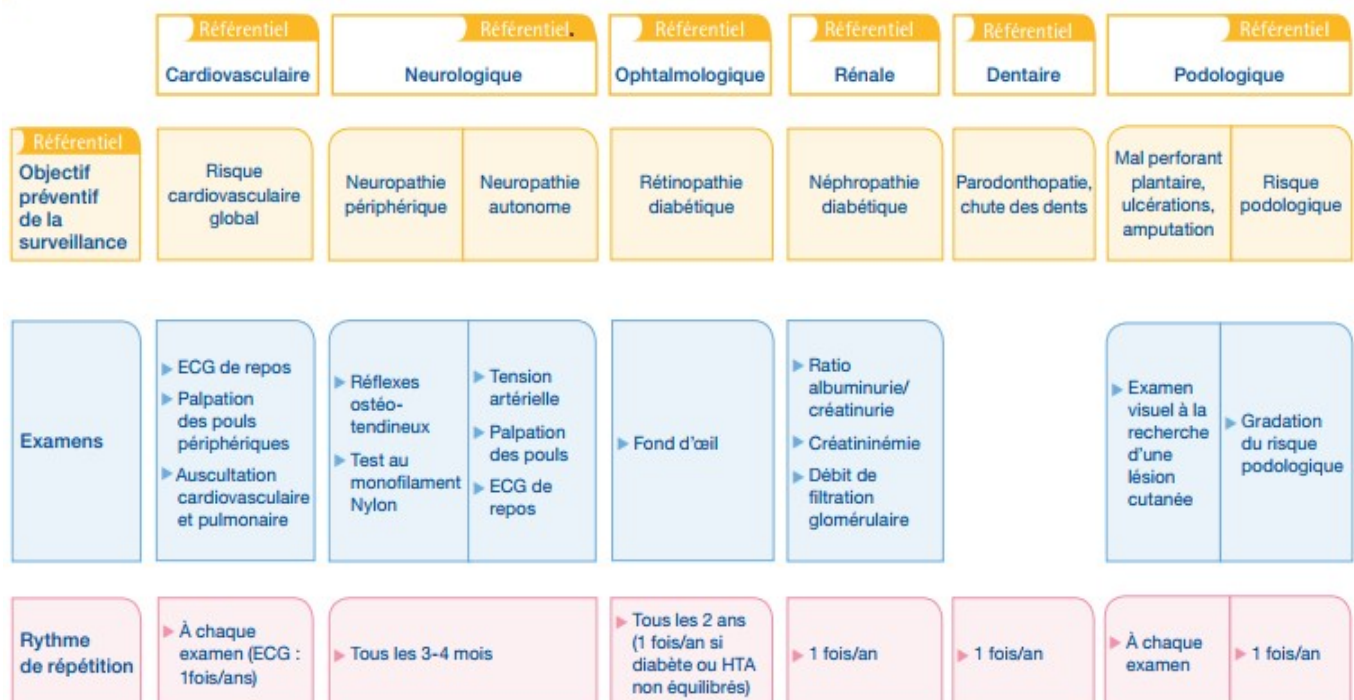 Référentiel
Cardiovasculaire
Référentiel.
Neurologique
Référentiel
Ophtalmologique
Référentiel
Rénale
Référentiel
Dentaire
Référentiel
Podologique
Référentiel
Objectif
préventif
de la
surveillance
Risque
cardiovasculaire
global
Neuropathie
périphérique
Neuropathie
autonome
Rétinopathie
diabétique
Néphropathie
diabétique
Parodonthopatie,
chute des dents
Mal perforant
plantaire,
ulcérations,
amputation
Risque
podologique
Examens
▶ ECG de repos
▶ Palpation
des pouls
périphériques
▶ Auscultation
cardiovasculaire
et pulmonaire
▶ Réflexes
ostéo-
tendineux
▶ Test au
monofilament
Nylon
▶ Tension
artérielle
▶ Palpation
des pouls
▶ ECG de
repos
▶ Fond d'œil
▶ Ratio
albuminurie/
créatinurie
▶ Créatininémie
▶ Débit de
filtration
glomérulaire
▶ Examen
visuel à la
recherche
d'une
lésion
cutanée
▶ Gradation
du risque
podologique
Rythme
de répétition
▶ À chaque
examen (ECG :
1fois/ans)
▶ Tous les 3-4 mois
▶ Tous les 2 ans
(1 fois/an si
diabète ou HTA
non équilibrés)
▶ 1 fois/an
▶ 1 fois/an
▶ À chaque
examen
▶ 1 fois/an